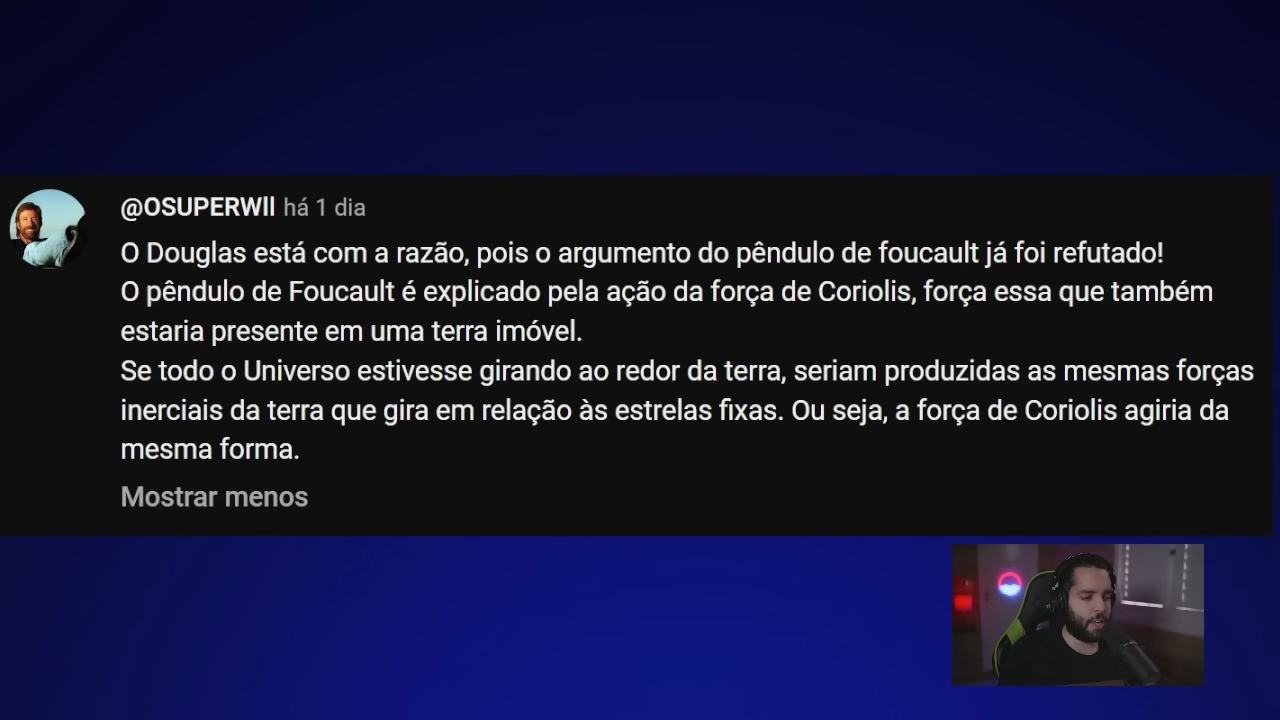 @OSUPERWll há 1 dia
O Douglas está com a razão, pois o argumento do pêndulo de foucault já foi refutado!
O pêndulo de Foucault é explicado pela ação da força de Coriolis, força essa que também
estaria presente em uma terra imóvel.
Se todo o Universo estivesse girando ao redor da terra, seriam produzidas as mesmas forças
inerciais da terra que gira em relação às estrelas fixas. Ou seja, a força de Coriolis agiria da
mesma forma.
Mostrar menos